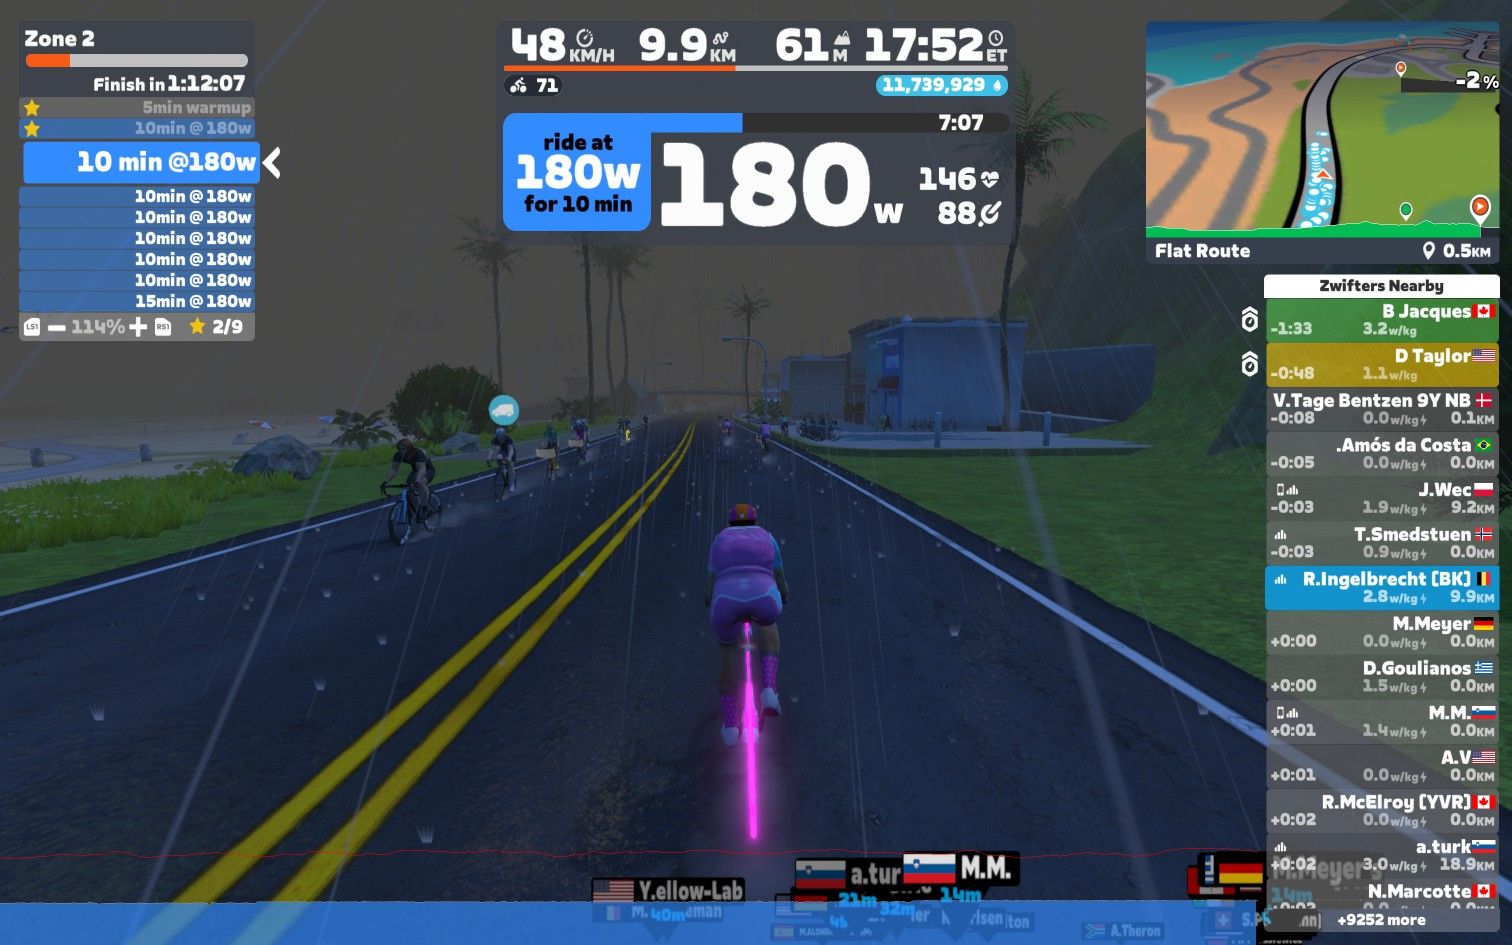 Zone 2
Finish in 1:12:07
5min warmup
10min @ 180w
10 min @180w
10min @ 180w
10min @ 180w
10min @ 180w
10min @ 180w
10min @ 180w
15min @ 180w
LS1 114% RS1 2/9
48 KM/H 9.9 KM 61 M 17:52 ET
71 11,739,929
7:07
ride at
180w
for 10 min
180 w
146
88
-2%
Flat Route 0.5KM
Zwifters Nearby
B Jacques
-1:33 3.2w/kg
D Taylor
-0:48 1.1w/kg
V.Tage Bentzen 9Y NB
-0:08 0.0w/kg 0.1KM
.Amós da Costa
-0:05 0.0w/kg 0.0KM
J.Wec
-0:03 1.9w/kg 9.2KM
T.Smedstuen
-0:03 0.9w/kg 0.0KM
R.Ingelbrecht [BK]
2.8w/kg 9.9KM
M.Meyer
+0:00 0.0w/kg 0.0KM
D.Goulianos
+0:00 1.5w/kg 0.0KM
M.M.
+0:01 1.4w/kg 0.0KM
A.V
+0:01 0.0w/kg 0.0KM
R.McElroy [YVR]
+0:02 0.0w/kg 0.0KM
a.turk
+0:02 3.0w/kg 18.9KM
N.Marcotte
+9252 more
a.tur M.M.
Y.ellow-Lab
21m 32m 14m
40m
A.Theron